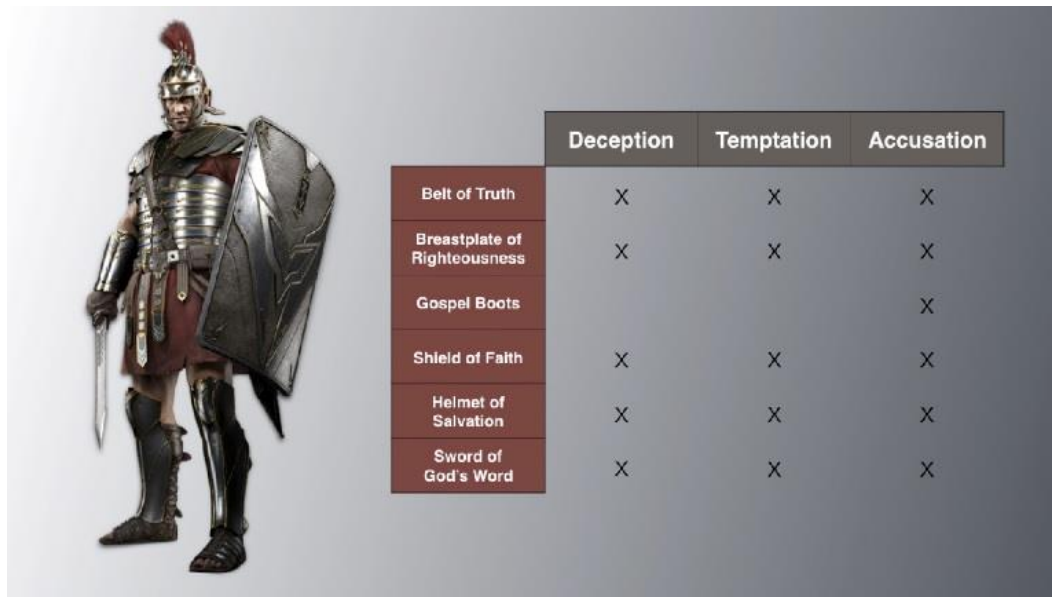 Deception Temptation Accusation
Belt of Truth X X X
Breastplate of
Righteousness X X X
Gospel Boots X
Shield of Faith X X X
Helmet of
Salvation X X X
Sword of
God's Word X X X